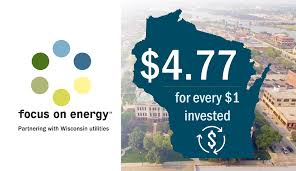 focus on energy
Partnering with Wisconsin utilities
$4.77
for every $1
invested
$